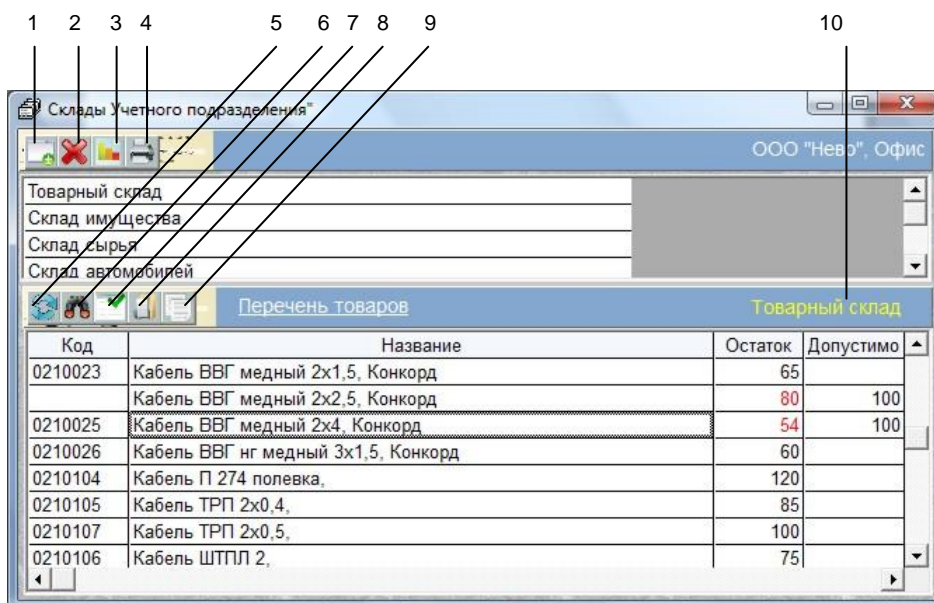 1 2 3 4 5 6 7 8 9 10
Склады Учетного подразделения"
ООО "Нево", Офис
Товарный склад
Склад имущества
Склад сырья
Склад автомобилей
Перечень товаров Товарный склад
Код Название Остаток Допустимо
0210023 Кабель ВВГ медный 2х1,5, Конкорд 65
Кабель ВВГ медный 2х2,5, Конкорд 80 100
0210025 Кабель ВВГ медный 2х4, Конкорд 54 100
0210026 Кабель ВВГ нг медный 3х1,5, Конкорд 60
0210104 Кабель П 274 полевка, 120
0210105 Кабель ТРП 2х0,4, 85
0210107 Кабель ТРП 2х0,5, 100
0210106 Кабель ШТПЛ 2, 75